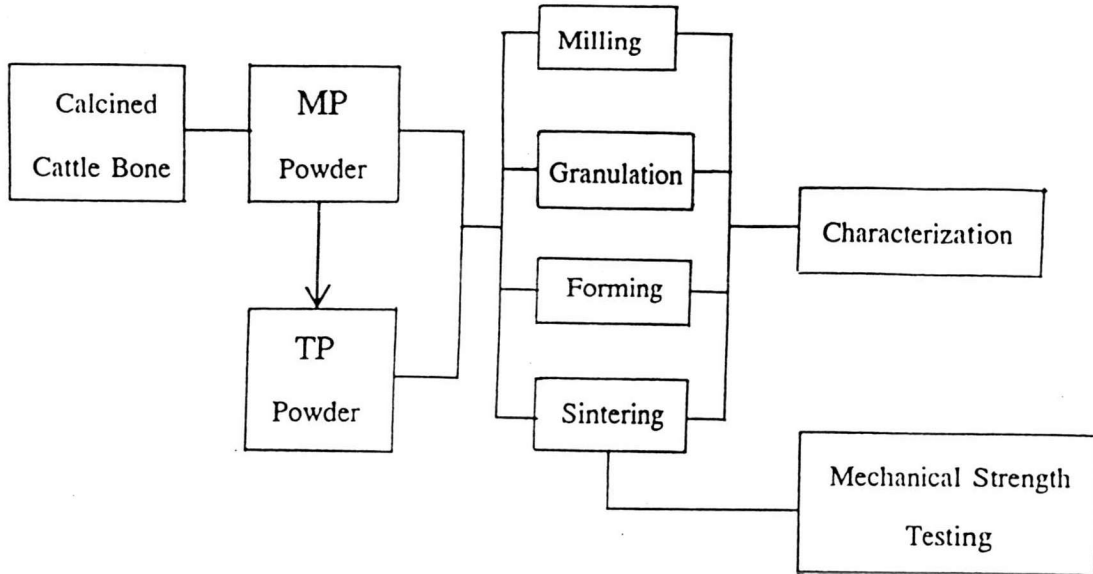 Calcined
Cattle Bone
MP
Powder
TP
Powder
Milling
Granulation
Forming
Sintering
Characterization
Mechanical Strength
Testing